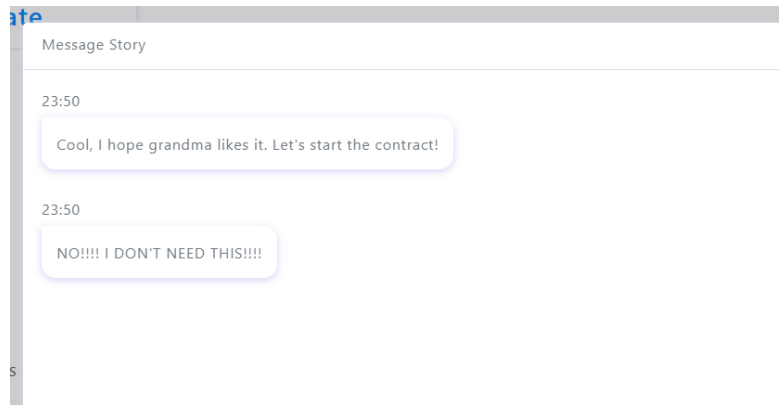 ate
Message Story
23:50
Cool, I hope grandma likes it. Let's start the contract!
23:50
NO!!!! I DON'T NEED THIS!!!!
s